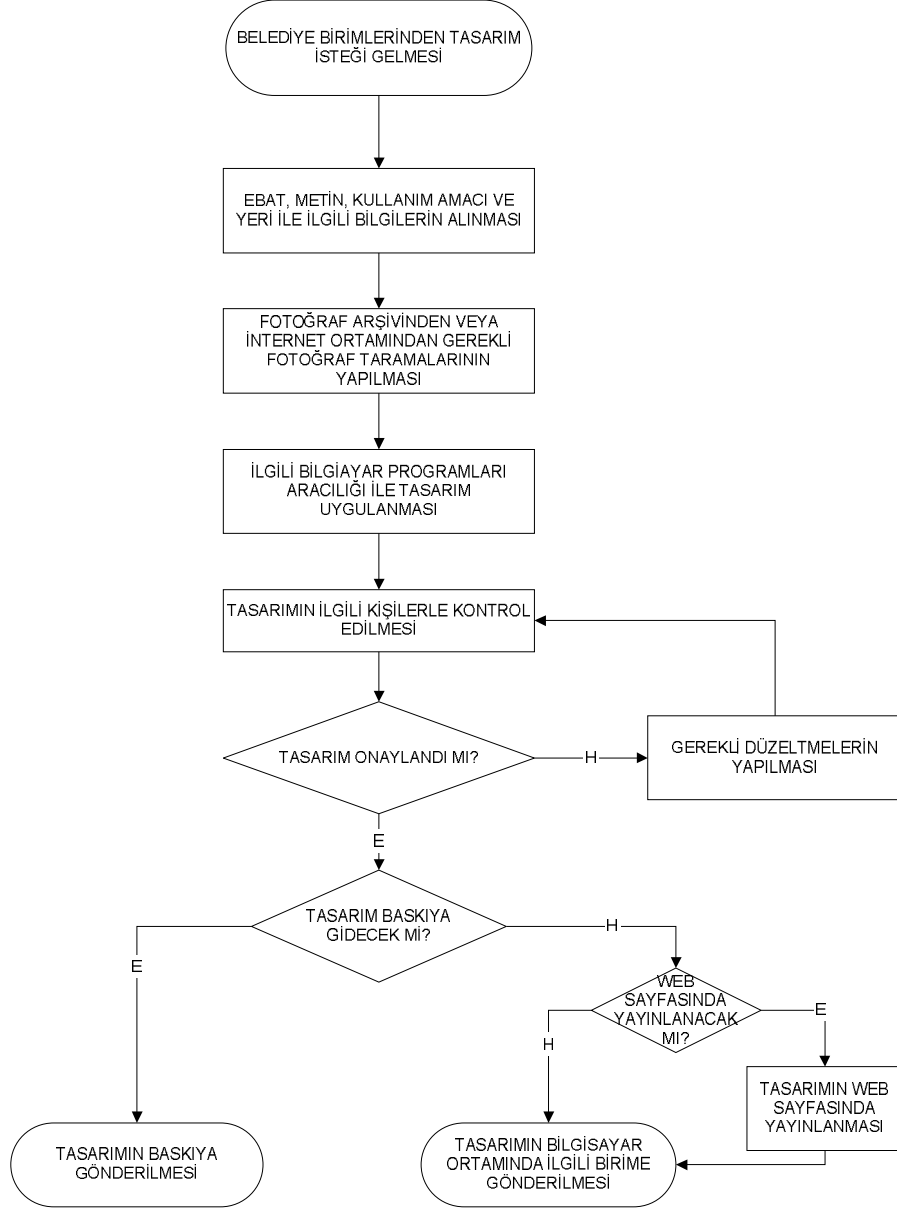 BELEDİYE BİRİMLERİNDEN TASARIM
İSTEĞİ GELMESİ
EBAT, METİN, KULLANIM AMACI VE
YERİ İLE İLGİLİ BİLGİLERİN ALINMASI
FOTOĞRAF ARŞİVİNDEN VEYA
İNTERNET ORTAMINDAN GEREKLİ
FOTOĞRAF TARAMALARININ
YAPILMASI
İLGİLİ BİLGİAYAR PROGRAMLARI
ARACILIĞI İLE TASARIM
UYGULANMASI
TASARIMIN İLGİLİ KİŞİLERLE KONTROL
EDİLMESİ
TASARIM ONAYLANDI MI?
H
GEREKLİ DÜZELTMELERİN
YAPILMASI
E
TASARIM BASKIYA
GİDECEK Mİ?
E
H
WEB
SAYFASINDA
YAYINLANACAK
MI?
H
E
TASARIMIN WEB
SAYFASINDA
YAYINLANMASI
TASARIMIN BASKIYA
GÖNDERİLMESİ
TASARIMIN BİLGİSAYAR
ORTAMINDA İLGİLİ BİRİME
GÖNDERİLMESİ